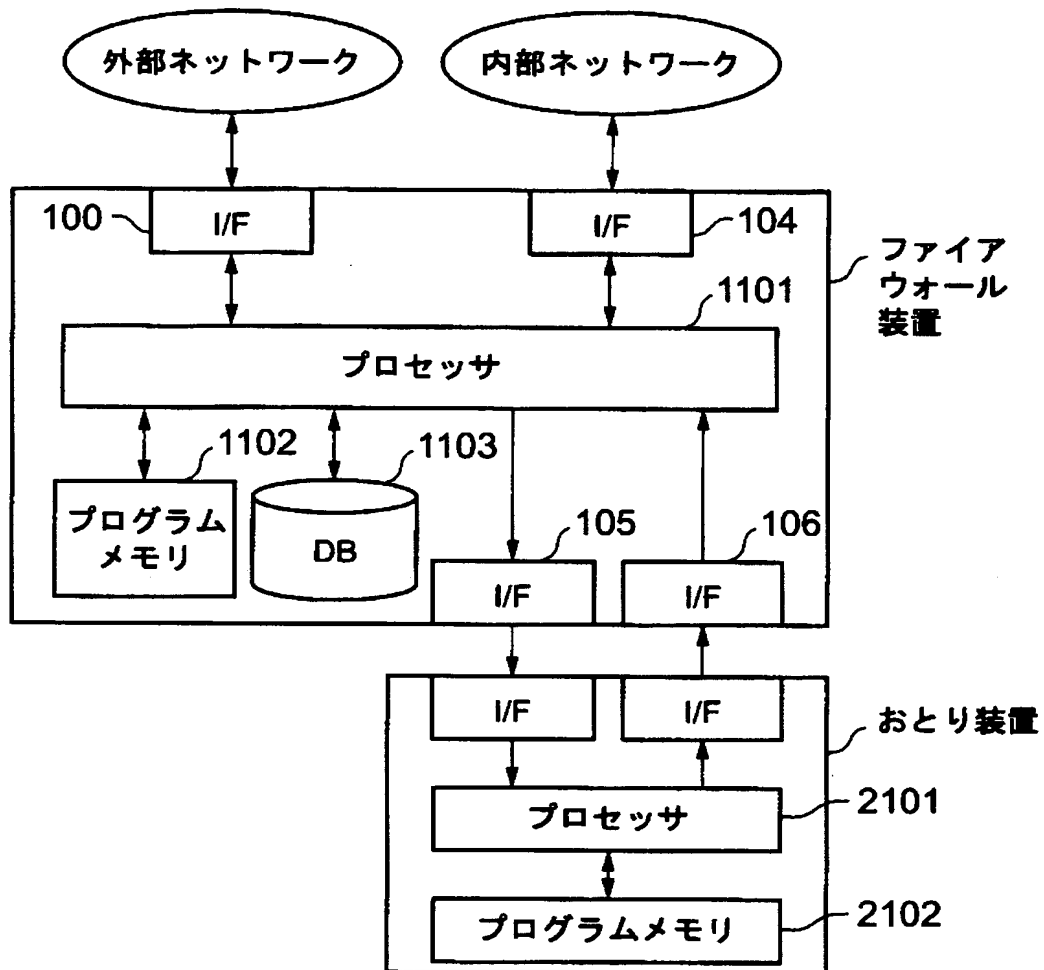 外部ネットワーク
内部ネットワーク
100
I/F
I/F
104
ファイア
ウォール
装置
1101
プロセッサ
1102
1103
プログラム
メモリ
DB
105
106
I/F
I/F
I/F
I/F
おとり装置
プロセッサ
2101
プログラムメモリ
2102